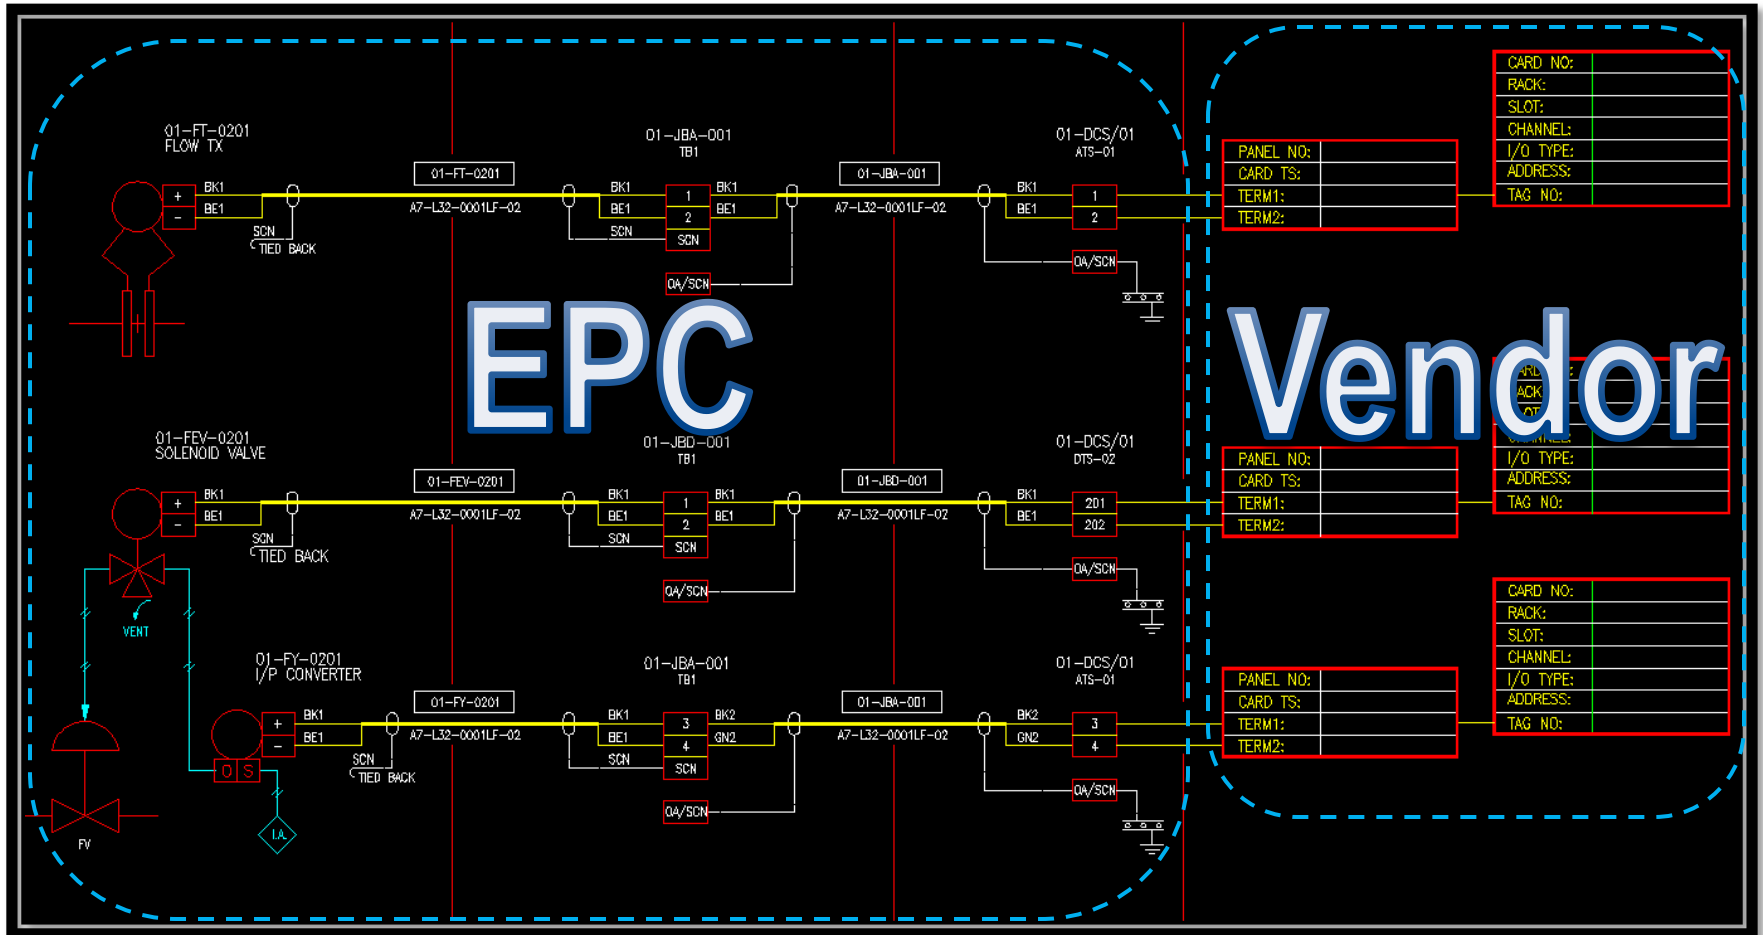 01-FT-0201
FLOW TX
01-JBA-001
TB1
01-DCS/01
ATS-01
01-FT-0201
01-JBA-001
+
BK1
BK1
1
BK1
BK1
1
-
BE1
A7-L32-0001LF-02
BE1
2
BE1
A7-L32-0001LF-02
BE1
2
SCN
TIED BACK
SCN
SCN
OA/SCN
OA/SCN
PANEL NO:
CARD TS:
TERM1:
TERM2:
CARD NO:
RACK:
SLOT:
CHANNEL:
I/O TYPE:
ADDRESS:
TAG NO:
EPC
Vendor
01-FEV-0201
SOLENOID VALVE
01-JBD-001
TB1
01-DCS/01
DTS-02
01-FEV-0201
01-JBD-001
+
BK1
BK1
1
BK1
BK1
201
-
BE1
A7-L32-0001LF-02
BE1
2
BE1
A7-L32-0001LF-02
BE1
202
SCN
TIED BACK
SCN
SCN
OA/SCN
OA/SCN
VENT
PANEL NO:
CARD TS:
TERM1:
TERM2:
I/O TYPE:
ADDRESS:
TAG NO:
01-FY-0201
I/P CONVERTER
01-JBA-001
TB1
01-DCS/01
ATS-01
01-FY-0201
01-JBA-001
+
BK1
BK1
3
BK2
BK2
3
-
BE1
A7-L32-0001LF-02
BE1
4
GN2
A7-L32-0001LF-02
GN2
4
SCN
TIED BACK
SCN
SCN
OA/SCN
OA/SCN
O S
I.A.
FV
PANEL NO:
CARD TS:
TERM1:
TERM2:
CARD NO:
RACK:
SLOT:
CHANNEL:
I/O TYPE:
ADDRESS:
TAG NO: